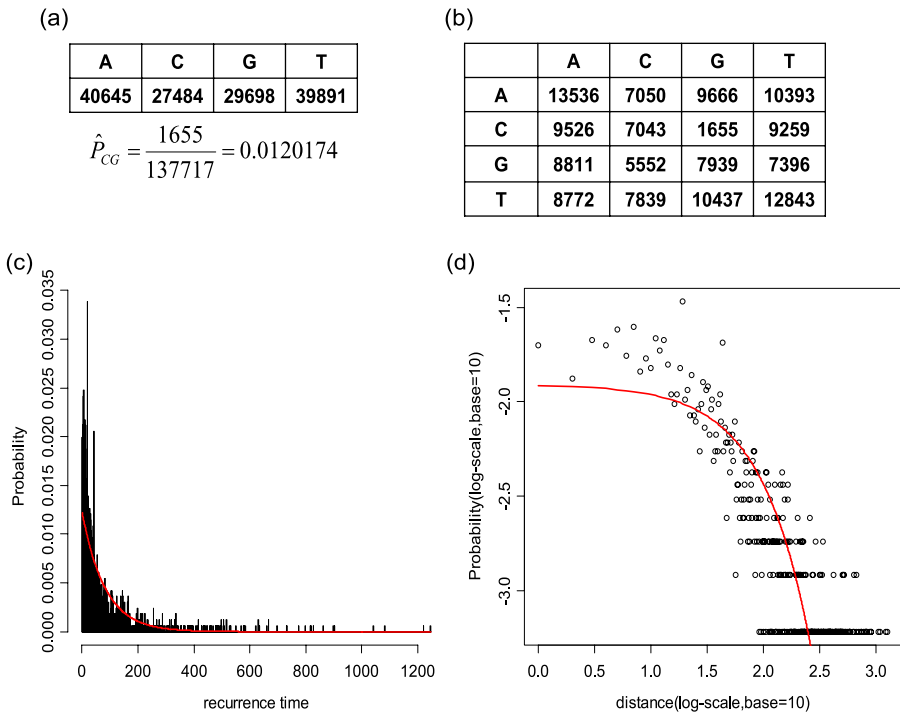 (a)
A C G T
40645 27484 29698 39891
P̂CG = 1655 / 137717 = 0.0120174
(b)
A C G T
A 13536 7050 9666 10393
C 9526 7043 1655 9259
G 8811 5552 7939 7396
T 8772 7839 10437 12843
(c)
Probability
0.035
0.030
0.025
0.020
0.015
0.010
0.005
0.000
0 200 400 600 800 1000 1200
recurrence time
(d)
Probability(log-scale,base=10)
-1.5
-2.0
-2.5
-3.0
0.0 0.5 1.0 1.5 2.0 2.5 3.0
distance(log-scale,base=10)